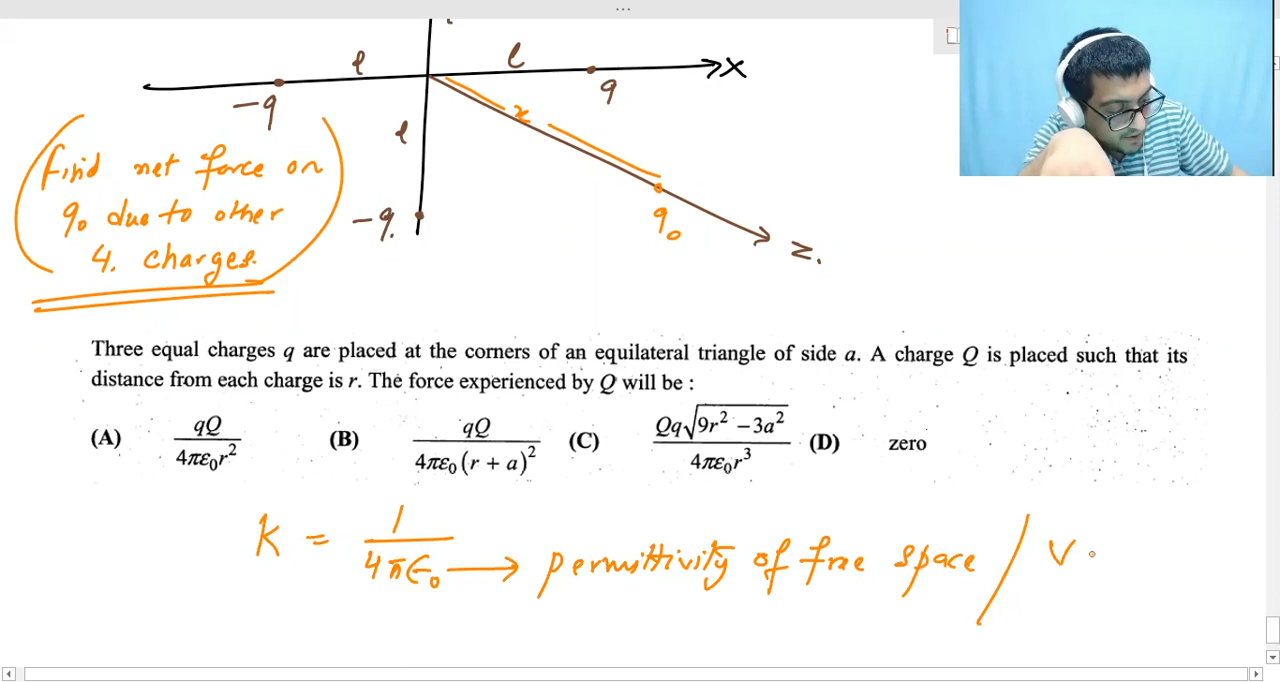 l l X
-q q
l x
Find net force on
q₀ due to other
4. charges.
-q. q₀
Z.
Three equal charges q are placed at the corners of an equilateral triangle of side a. A charge Q is placed such that its
distance from each charge is r. The force experienced by Q will be :
(A) qQ / 4πε₀r² (B) qQ / 4πε₀(r + a)² (C) Qq√(9r² – 3a²) / 4πε₀r³ (D) zero
K = 1 / 4πε₀ → permittivity of free space / V